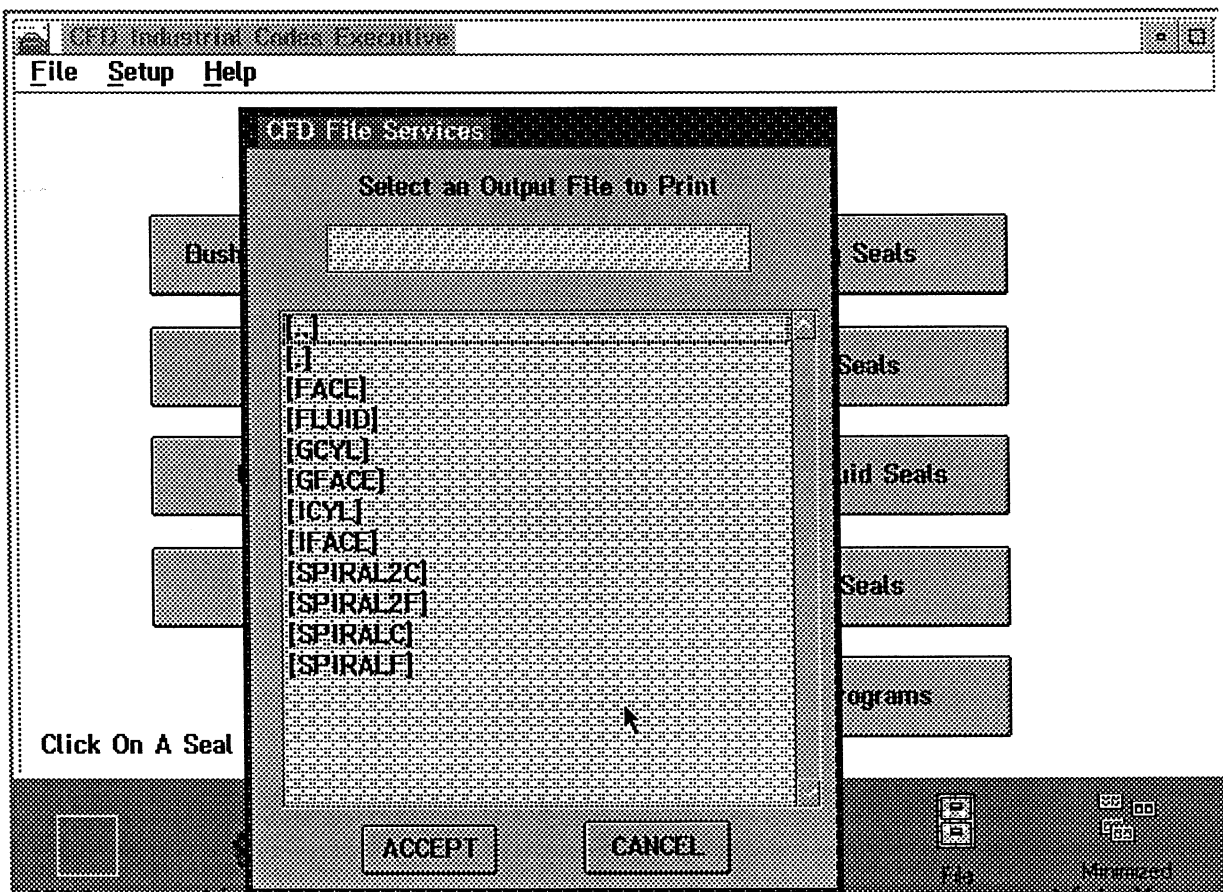 CFD Industrial Codes Executive
File Setup Help
CFD File Services
Select an Output File to Print
Seals
[..]
[.]
Seals
[FACE]
[FLUID]
[GCYL]
[GFACE]
uid Seals
[ICYL]
[IFACE]
[SPIRAL2C]
Seals
[SPIRAL2F]
[SPIRALC]
[SPIRALF]
ograms
Click On A Seal
ACCEPT
CANCEL
File
Minimized